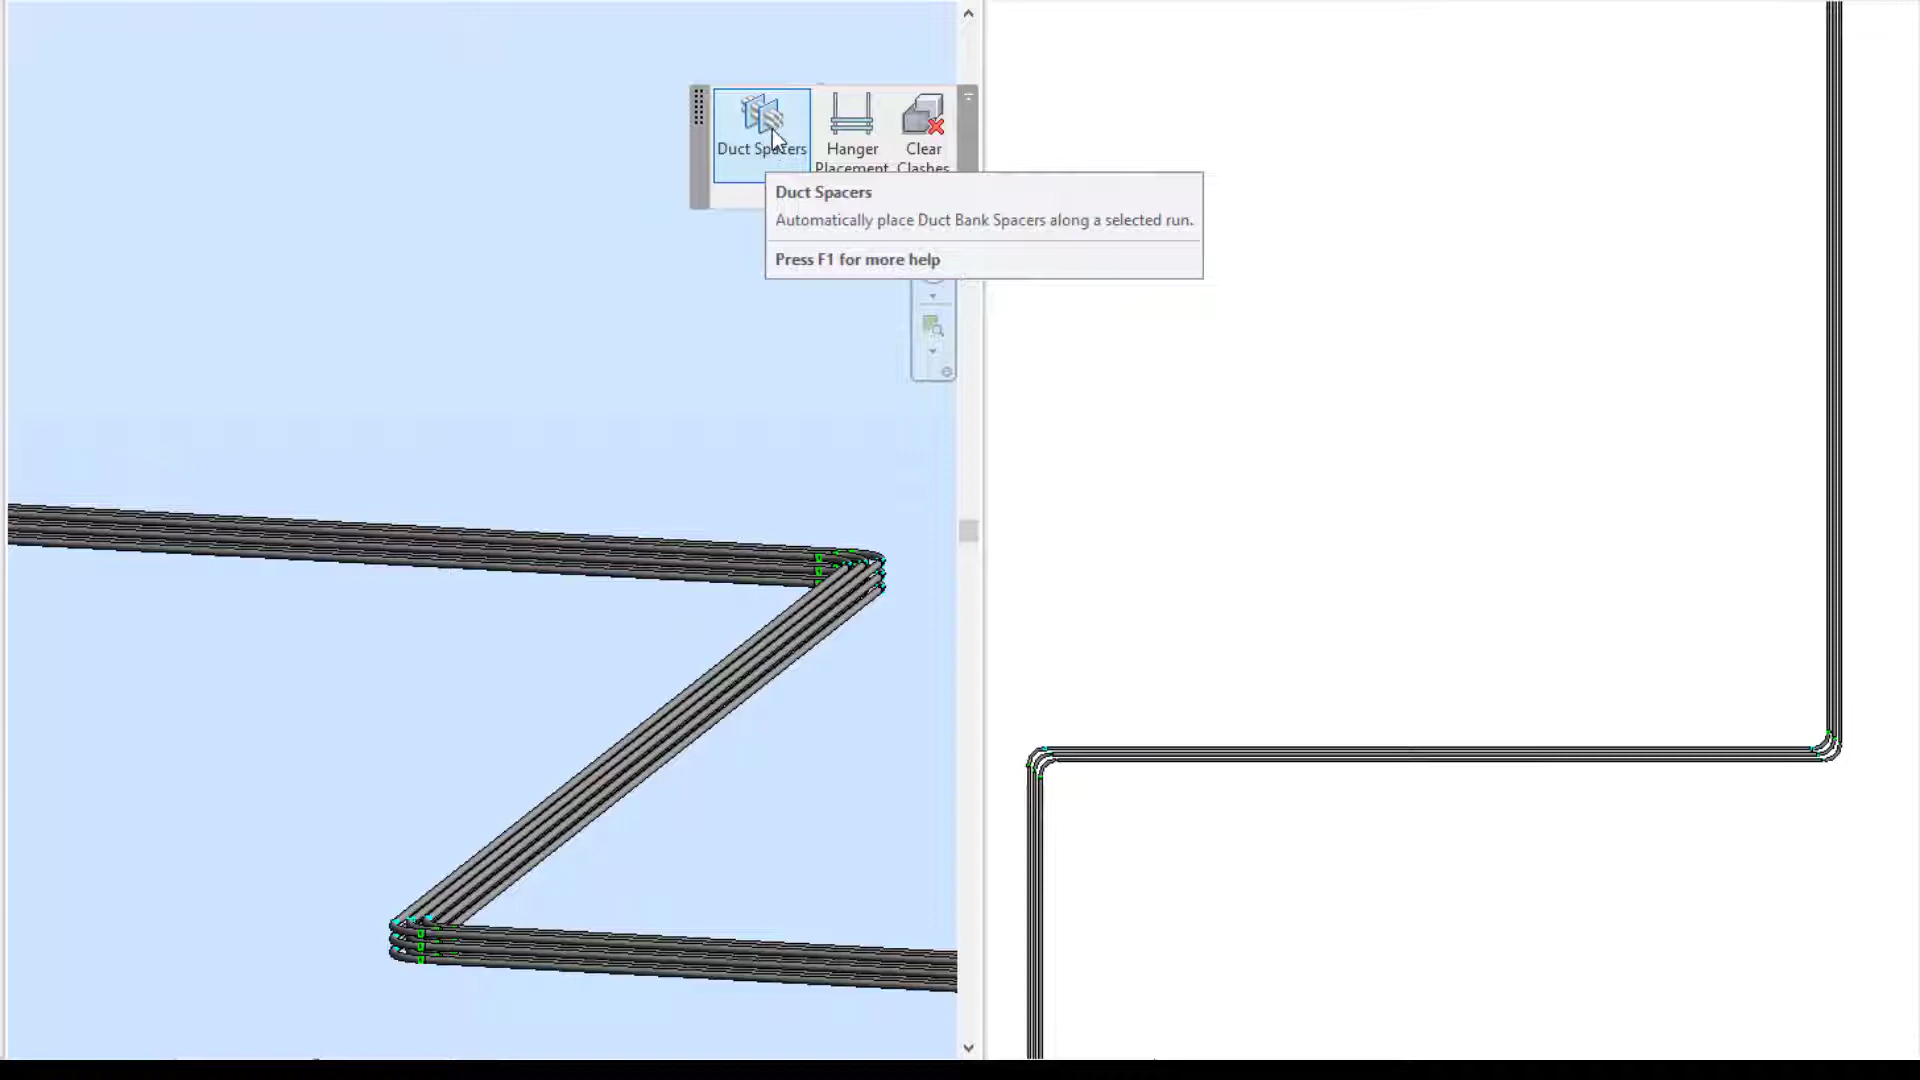 Duct Spacers
Hanger
Placement
Clear
Clashes
Duct Spacers
Automatically place Duct Bank Spacers along a selected run.
Press F1 for more help